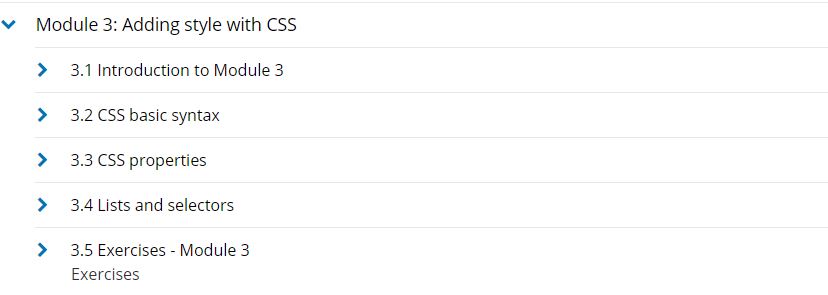 Module 3: Adding style with CSS
3.1 Introduction to Module 3
3.2 CSS basic syntax
3.3 CSS properties
3.4 Lists and selectors
3.5 Exercises - Module 3
Exercises